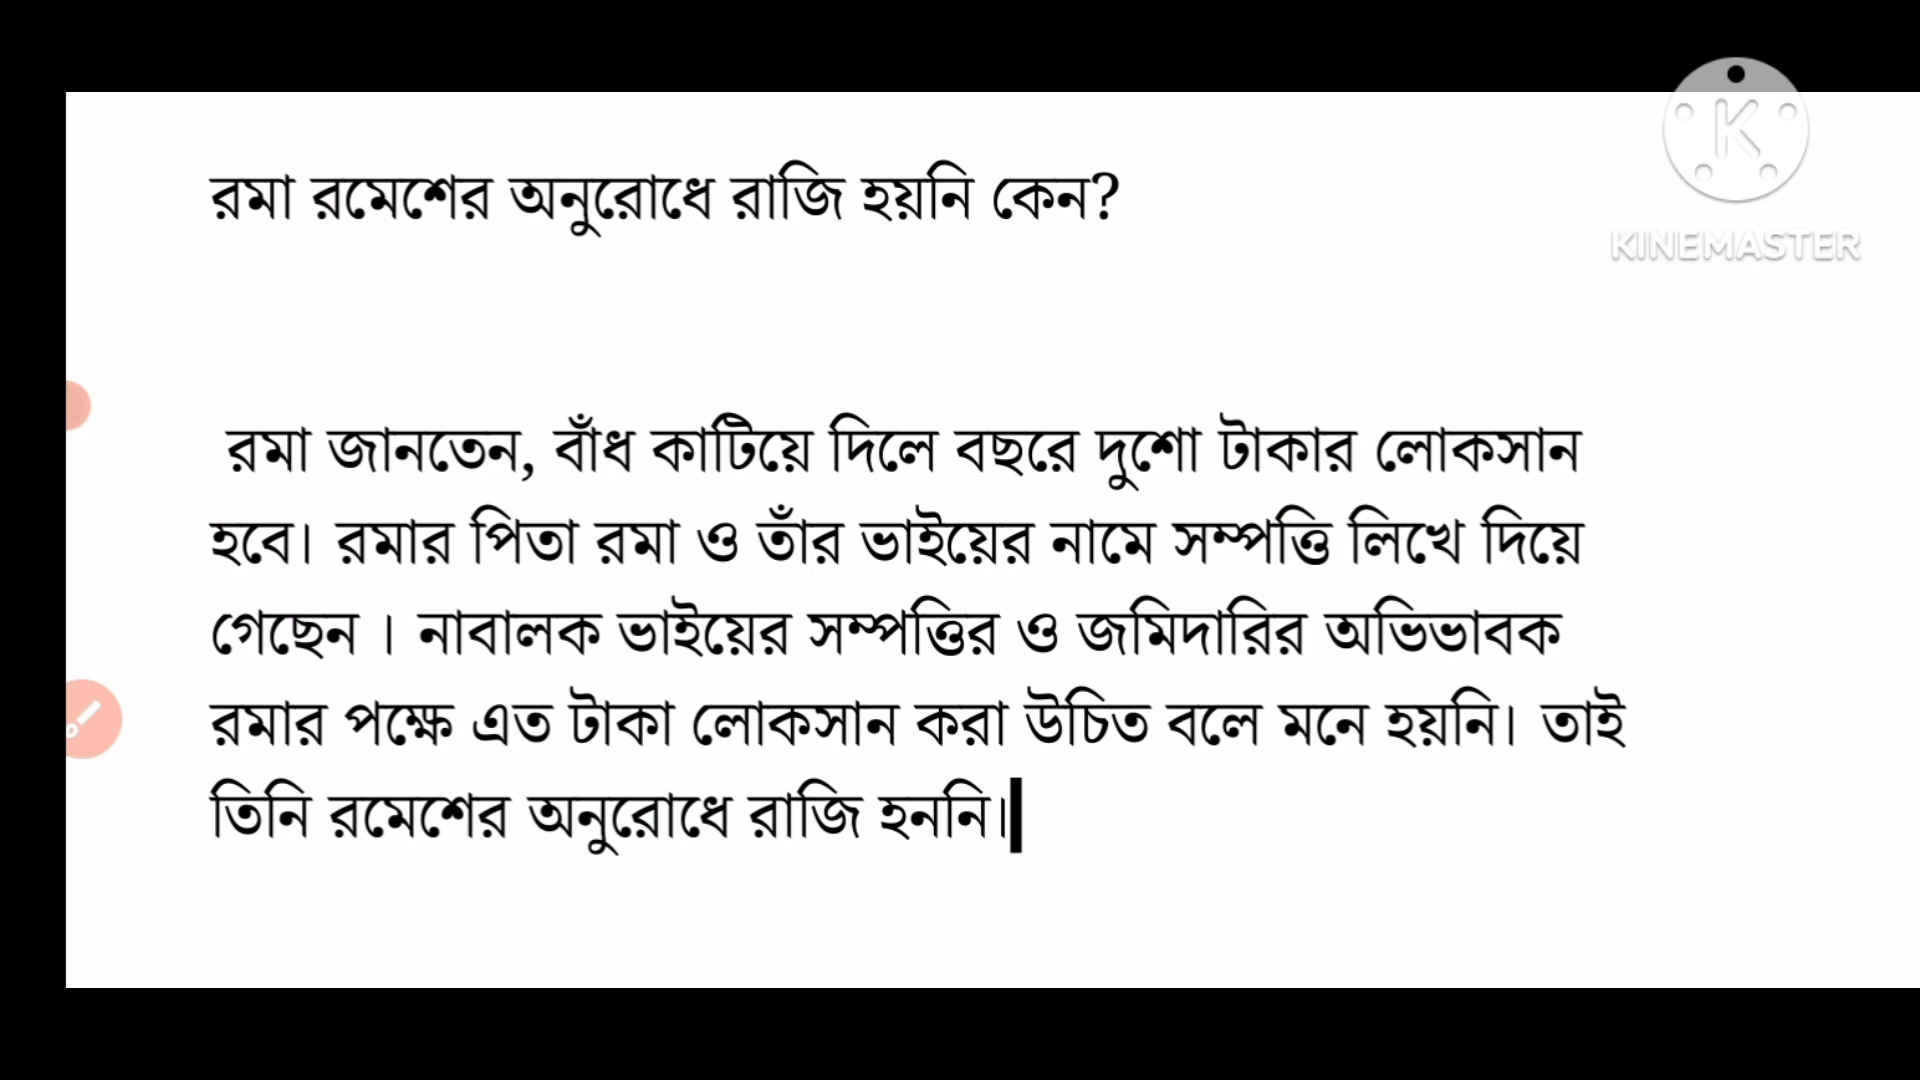 রমা রমেশের অনুরোধে রাজি হয়নি কেন?
K
KINEMASTER
রমা জানতেন, বাঁধ কাটিয়ে দিলে বছরে দুশো টাকার লোকসান
হবে। রমার পিতা রমা ও তাঁর ভাইয়ের নামে সম্পত্তি লিখে দিয়ে
গেছেন । নাবালক ভাইয়ের সম্পত্তির ও জমিদারির অভিভাবক
রমার পক্ষে এত টাকা লোকসান করা উচিত বলে মনে হয়নি। তাই
তিনি রমেশের অনুরোধে রাজি হননি।